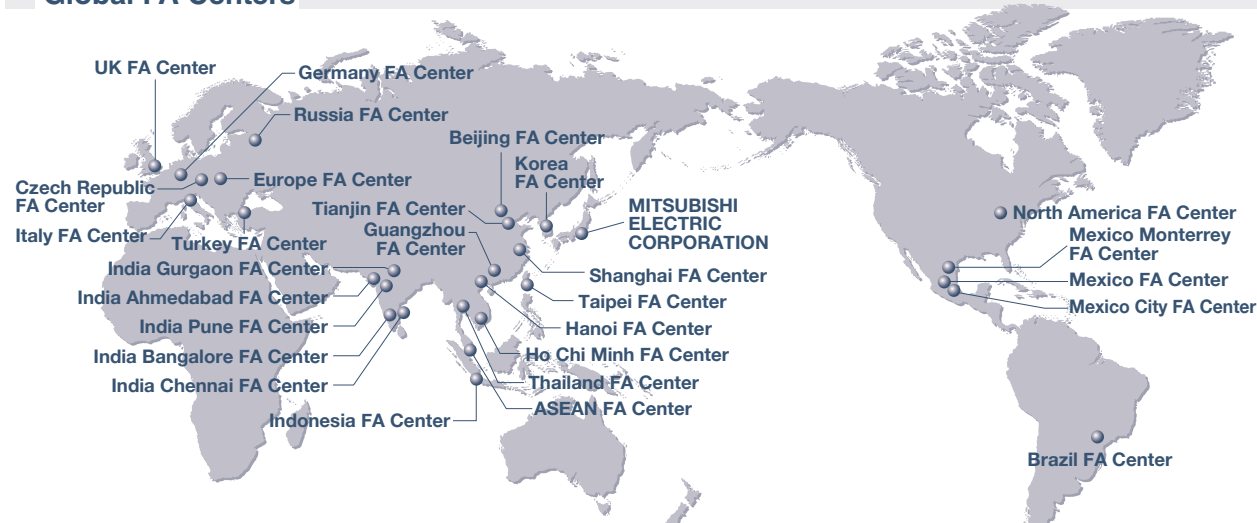 Global FA Centers
UK FA Center
Germany FA Center
Russia FA Center
Beijing FA Center
Korea
FA Center
Czech Republic
FA Center
Europe FA Center
Italy FA Center
Turkey FA Center
Tianjin FA Center
Guangzhou
FA Center
MITSUBISHI
ELECTRIC
CORPORATION
India Gurgaon FA Center
India Ahmedabad FA Center
India Pune FA Center
India Bangalore FA Center
India Chennai FA Center
Shanghai FA Center
Taipei FA Center
Hanoi FA Center
Ho Chi Minh FA Center
Thailand FA Center
ASEAN FA Center
Indonesia FA Center
North America FA Center
Mexico Monterrey
FA Center
Mexico FA Center
Mexico City FA Center
Brazil FA Center